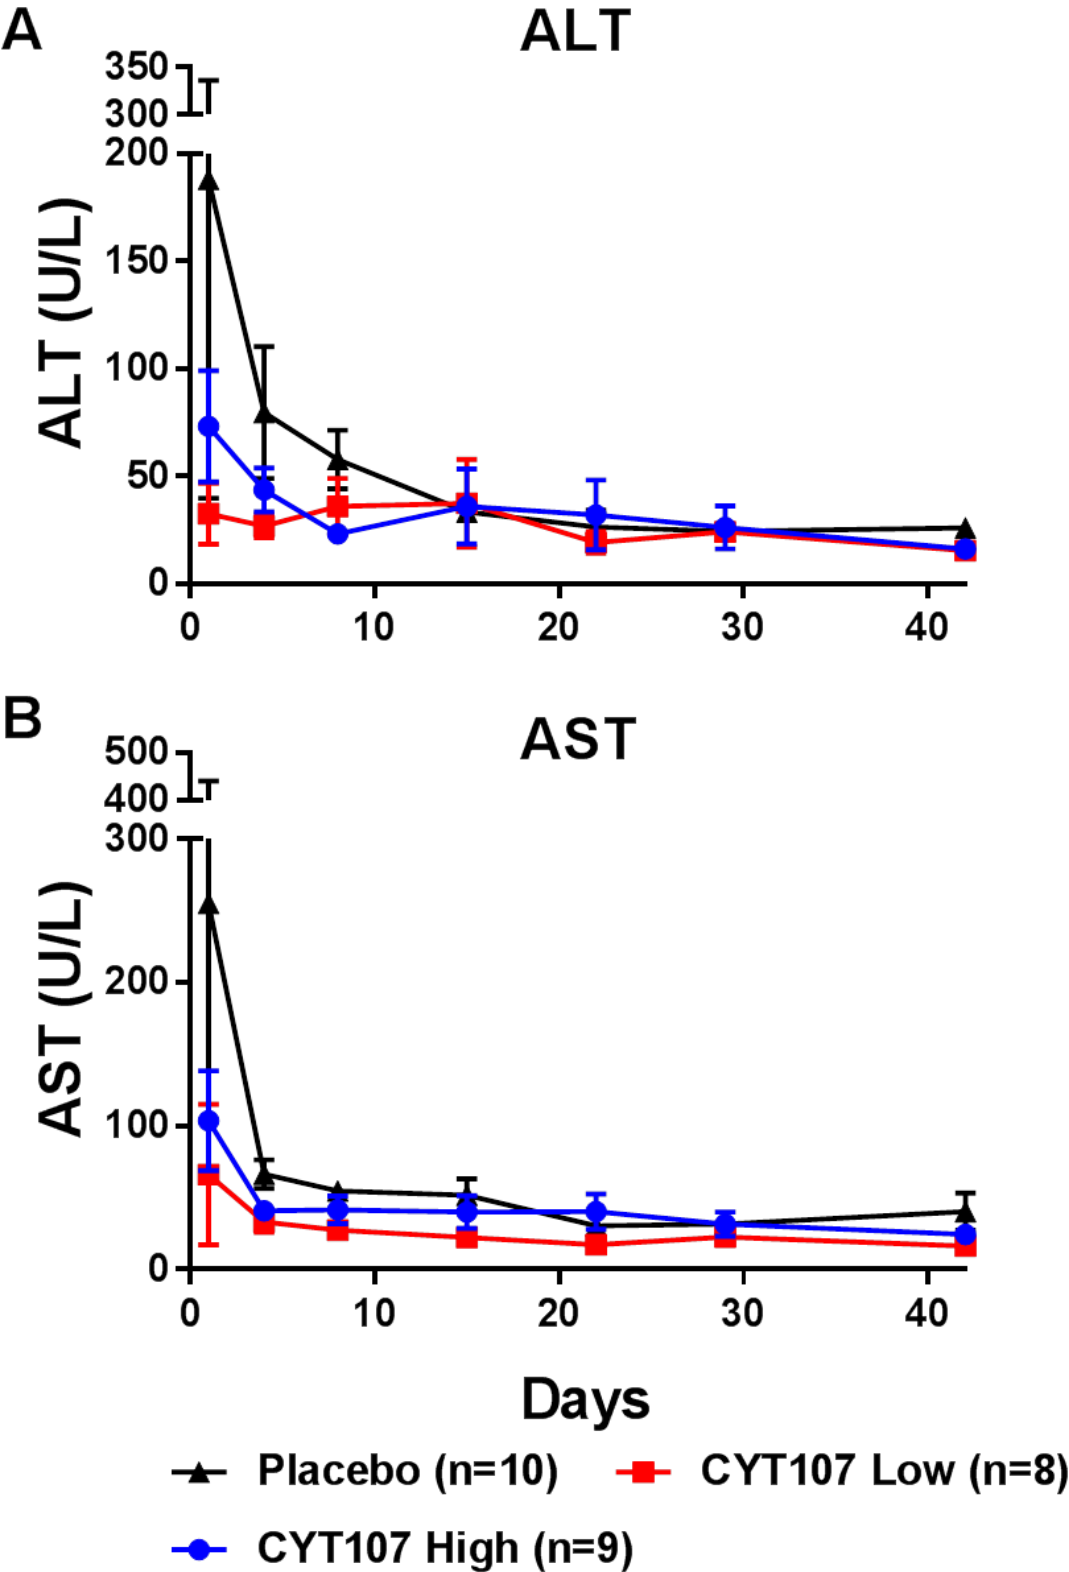 A
ALT
350
300
200
150
100
50
0
ALT (U/L)
0 10 20 30 40
B
AST
500
400
300
200
100
0
AST (U/L)
0 10 20 30 40
Days
Placebo (n=10) CYT107 Low (n=8)
CYT107 High (n=9)